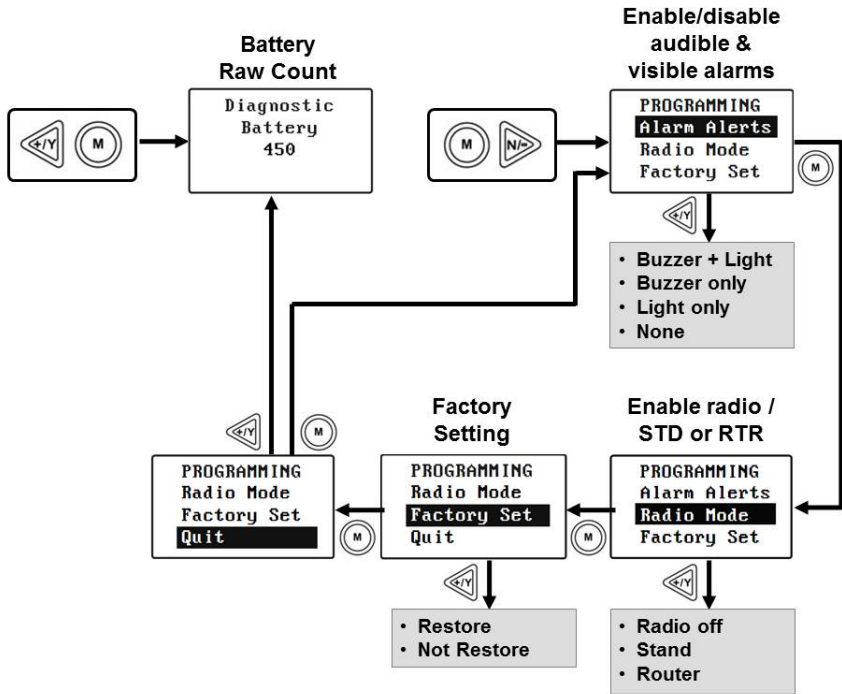 Battery
Raw Count
+/Y
M
Diagnostic
Battery
450
Enable/disable
audible &
visible alarms
M
N/-
PROGRAMMING
Alarm Alerts
Radio Mode
Factory Set
M
+/Y
• Buzzer + Light
• Buzzer only
• Light only
• None
+/Y
M
PROGRAMMING
Radio Mode
Factory Set
Quit
M
Factory
Setting
PROGRAMMING
Radio Mode
Factory Set
Quit
M
+/Y
• Restore
• Not Restore
Enable radio /
STD or RTR
PROGRAMMING
Alarm Alerts
Radio Mode
Factory Set
+/Y
• Radio off
• Stand
• Router